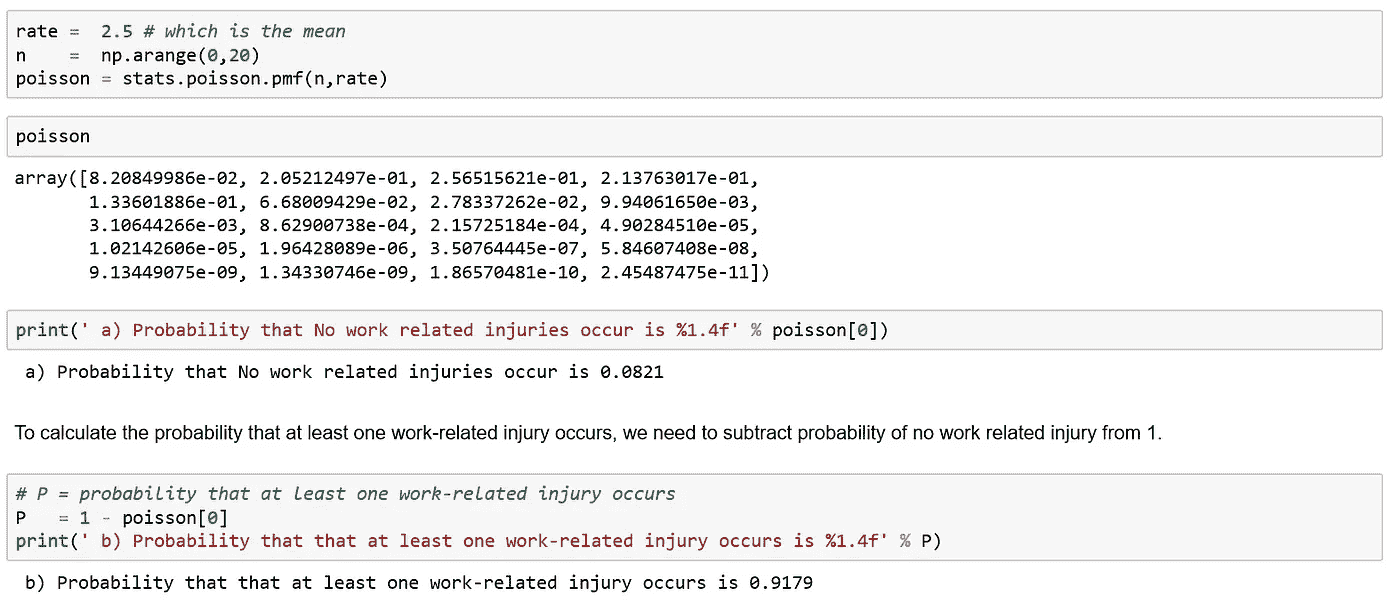 rate =  2.5 # which is the mean
n    =  np.arange(0,20)
poisson = stats.poisson.pmf(n,rate)
poisson
array([8.20849986e-02, 2.05212497e-01, 2.56515621e-01, 2.13763017e-01,
       1.33601886e-01, 6.68009429e-02, 2.78337262e-02, 9.94061650e-03,
       3.10644266e-03, 8.62900738e-04, 2.15725184e-04, 4.90284510e-05,
       1.02142606e-05, 1.96428089e-06, 3.50764445e-07, 5.84607408e-08,
       9.13449075e-09, 1.34330746e-09, 1.86570481e-10, 2.45487475e-11])
print(' a) Probability that No work related injuries occur is %1.4f' % poisson[0])
 a) Probability that No work related injuries occur is 0.0821
To calculate the probability that at least one work-related injury occurs, we need to subtract probability of no work related injury from 1.
# P = probability that at least one work-related injury occurs
P   = 1 - poisson[0]
print(' b) Probability that that at least one work-related injury occurs is %1.4f' % P)
 b) Probability that that at least one work-related injury occurs is 0.9179